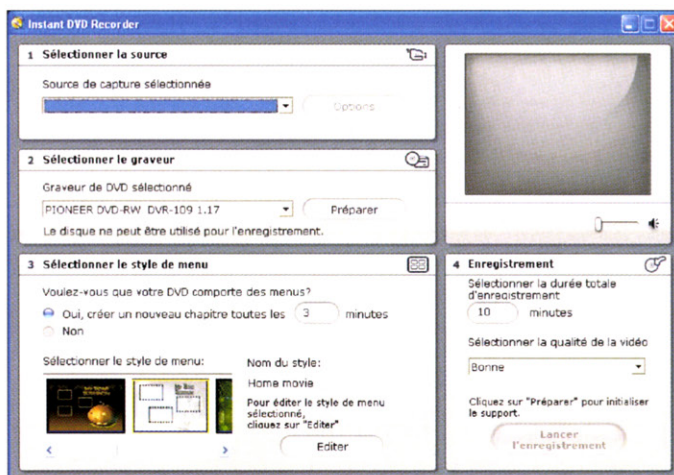 Instant DVD Recorder
1 Sélectionner la source
Source de capture sélectionnée
Options
2 Sélectionner le graveur
Graveur de DVD sélectionné
PIONEER DVD-RW DVR-109 1.17
Préparer
Le disque ne peut être utilisé pour l'enregistrement.
3 Sélectionner le style de menu
Voulez-vous que votre DVD comporte des menus?
Oui, créer un nouveau chapitre toutes les 3 minutes
Non
Sélectionner le style de menu:
Nom du style:
Home movie
Pour éditer le style de menu
sélectionné,
cliquez sur "Editer"
Editer
4 Enregistrement
Sélectionner la durée totale
d'enregistrement
10 minutes
Sélectionner la qualité de la vidéo
Bonne
Cliquez sur "Préparer" pour initialiser
le support.
Lancer
l'enregistrement